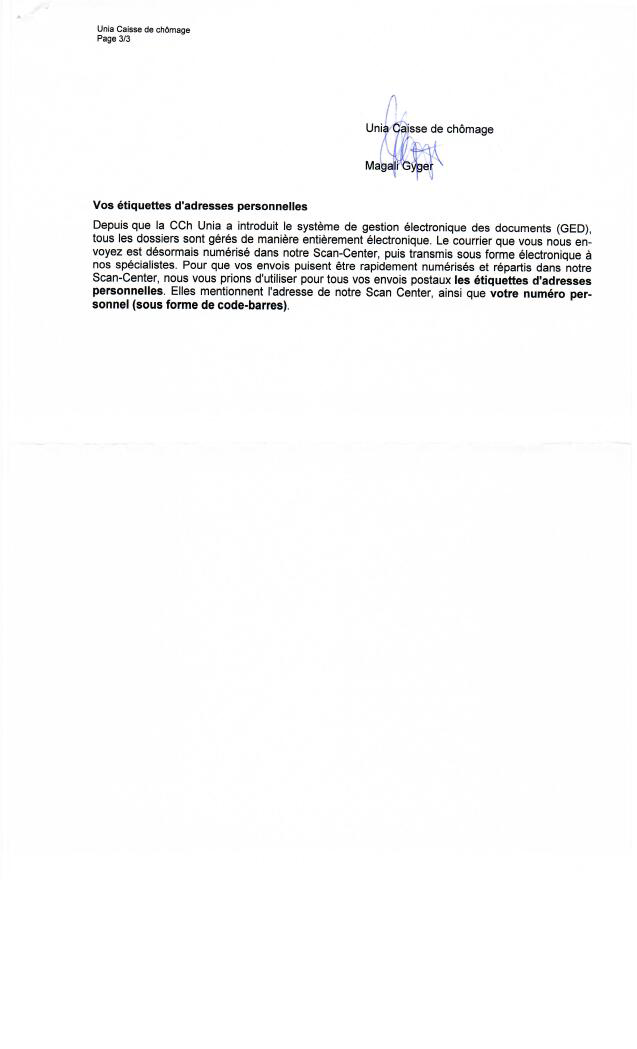 Unia Caisse de chômage
Page 3/3
Unia Caisse de chômage
Magali Gyger
Vos étiquettes d'adresses personnelles
Depuis que la CCh Unia a introduit le système de gestion électronique des documents (GED),
tous les dossiers sont gérés de manière entièrement électronique. Le courrier que vous nous en-
voyez est désormais numérisé dans notre Scan-Center, puis transmis sous forme électronique à
nos spécialistes. Pour que vos envois puisent être rapidement numérisés et répartis dans notre
Scan-Center, nous vous prions d'utiliser pour tous vos envois postaux les étiquettes d'adresses
personnelles. Elles mentionnent l'adresse de notre Scan Center, ainsi que votre numéro per-
sonnel (sous forme de code-barres).